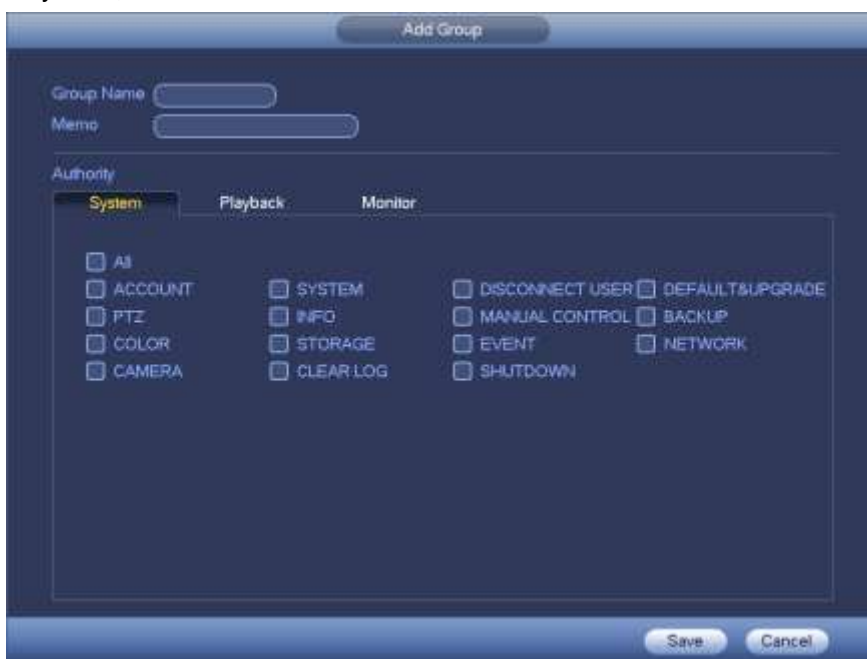 Add Group
Group Name
Memo
Authority
System Playback Monitor
All
ACCOUNT SYSTEM DISCONNECT USER DEFAULT&UPGRADE
PTZ INFO MANUAL CONTROL BACKUP
COLOR STORAGE EVENT NETWORK
CAMERA CLEAR LOG SHUTDOWN
Save Cancel